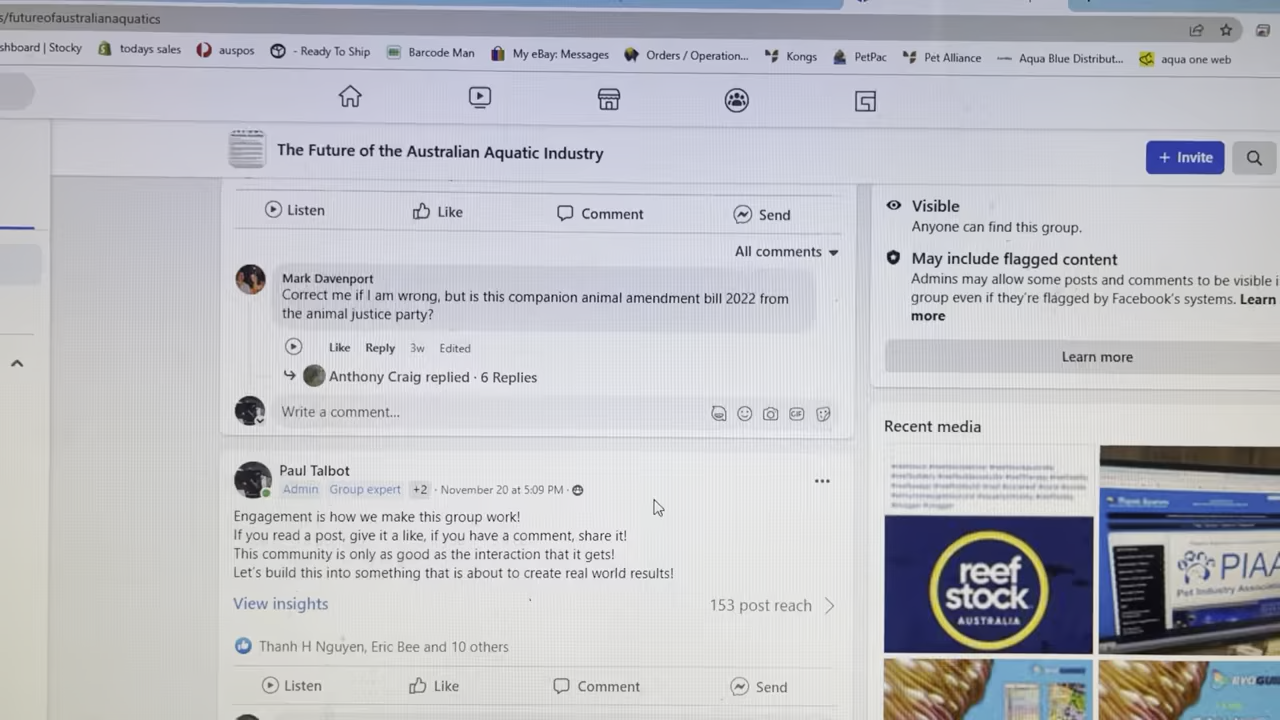 s/futureofaustralianaquatics
shboard | Stocky
todays sales
auspos
- Ready To Ship
Barcode Man
My eBay: Messages
Orders / Operation...
Kongs
PetPac
Pet Alliance
Aqua Blue Distribut...
aqua one web
The Future of the Australian Aquatic Industry
+ Invite
Listen
Like
Comment
Send
All comments
Mark Davenport
Correct me if I am wrong, but is this companion animal amendment bill 2022 from
the animal justice party?
Like Reply 3w Edited
Anthony Craig replied · 6 Replies
Write a comment...
GIF
Paul Talbot
Admin Group expert +2 · November 20 at 5:09 PM ·
Engagement is how we make this group work!
If you read a post, give it a like, if you have a comment, share it!
This community is only as good as the interaction that it gets!
Let's build this into something that is about to create real world results!
View insights
153 post reach
Thanh H Nguyen, Eric Bee and 10 others
Listen
Like
Comment
Send
Visible
Anyone can find this group.
May include flagged content
Admins may allow some posts and comments to be visible i
group even if they're flagged by Facebook's systems. Learn
more
Learn more
Recent media
reef
stock
AUSTRALIA
PIAA
Pet Industry Associa